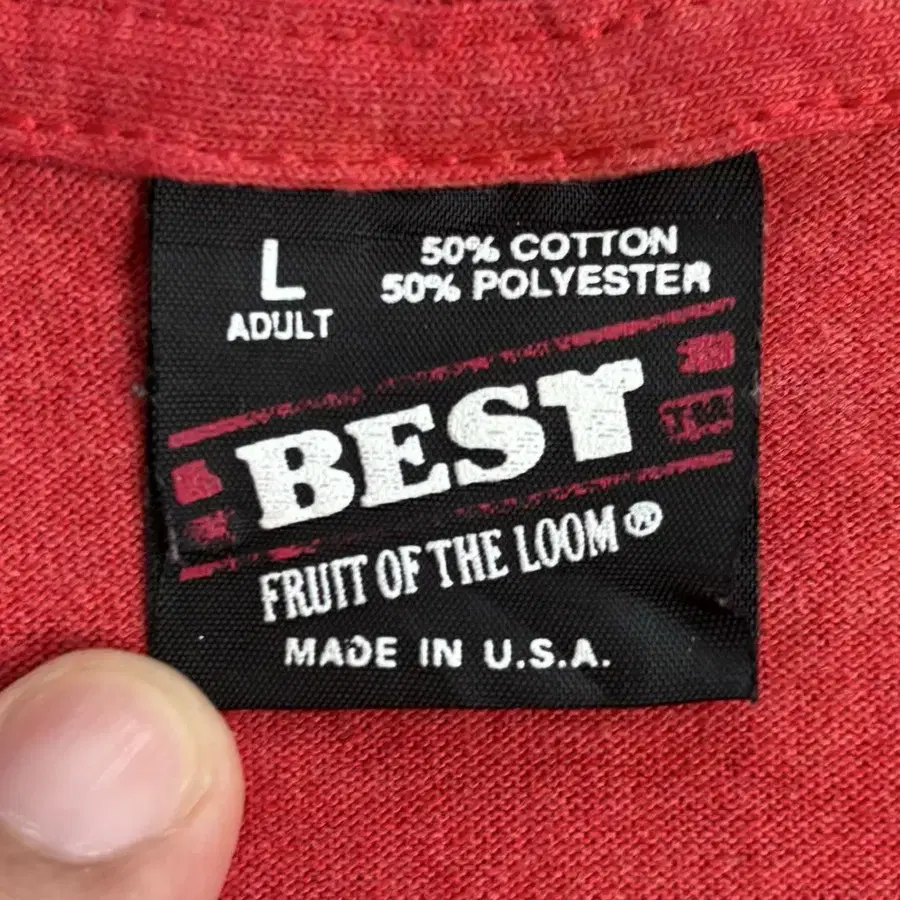 L
ADULT
50% COTTON
50% POLYESTER
BEST
TM
FRUIT OF THE LOOM®
MADE IN U.S.A.